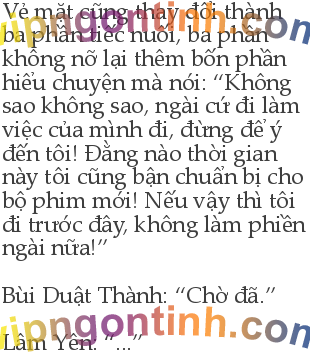 Vẻ mặt cũng thay đổi thành
ba phần tiếc nuối, ba phần
không nỡ lại thêm bốn phần
hiểu chuyện mà nói: “Không
sao không sao, ngài cứ đi làm
việc của mình đi, đừng để ý
đến tôi! Đằng nào thời gian
này tôi cũng bận chuẩn bị cho
bộ phim mới! Nếu vậy thì tôi
đi trước đây, không làm phiền
ngài nữa!”
Bùi Duật Thành: “Chờ đã.”
vipngontinh.com
Lâm Yên: “...”